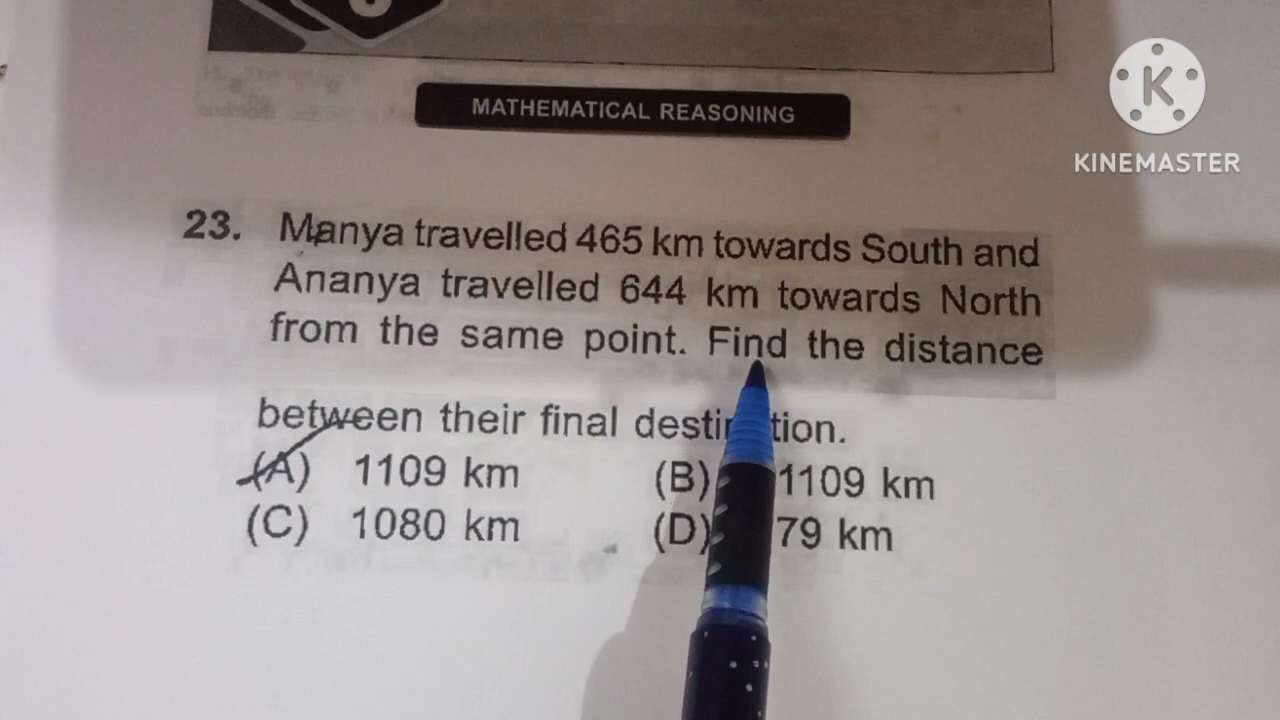 MATHEMATICAL REASONING
K
KINEMASTER
23. Manya travelled 465 km towards South and
Ananya travelled 644 km towards North
from the same point. Find the distance
between their final
(A) 1109 km (B) 1109 km
(C) 1080 km (D) 79 km